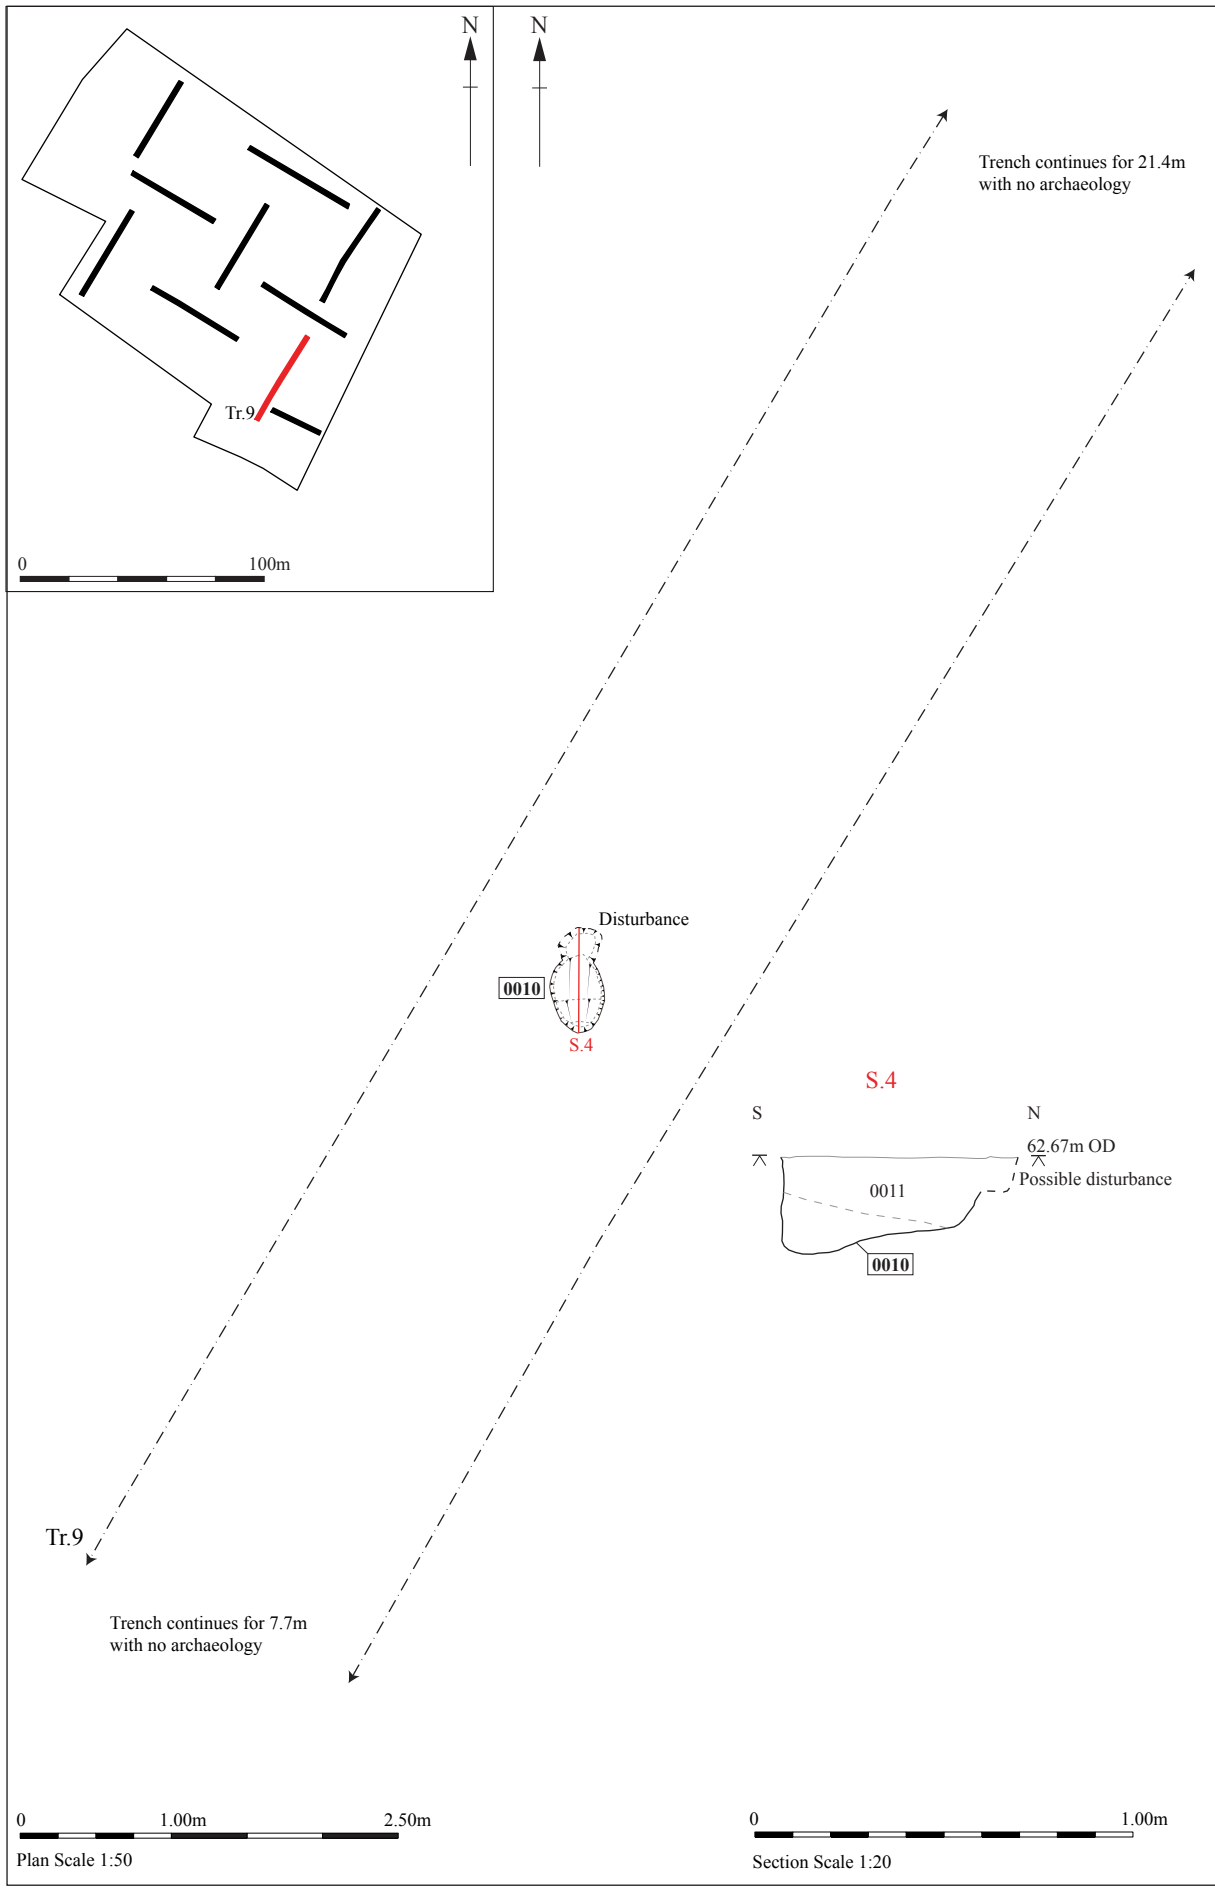 N
N
Trench continues for 21.4m
with no archaeology
Tr.9
0
100m
Disturbance
0010
S.4
S.4
S
N
62.67m OD
Possible disturbance
0011
0010
Tr.9
Trench continues for 7.7m
with no archaeology
0
1.00m
2.50m
Plan Scale 1:50
0
1.00m
Section Scale 1:20